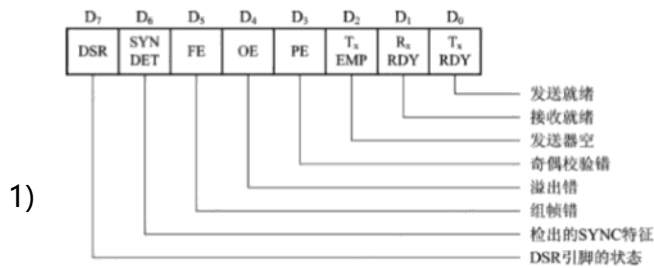 D₇ D₆ D₅ D₄ D₃ D₂ D₁ D₀
DSR SYN DET FE OE PE Tₓ EMP Rₓ RDY Tₓ RDY
发送就绪
接收就绪
发送器空
奇偶校验错
溢出错
组帧错
检出的SYNC特征
DSR引脚的状态
1)